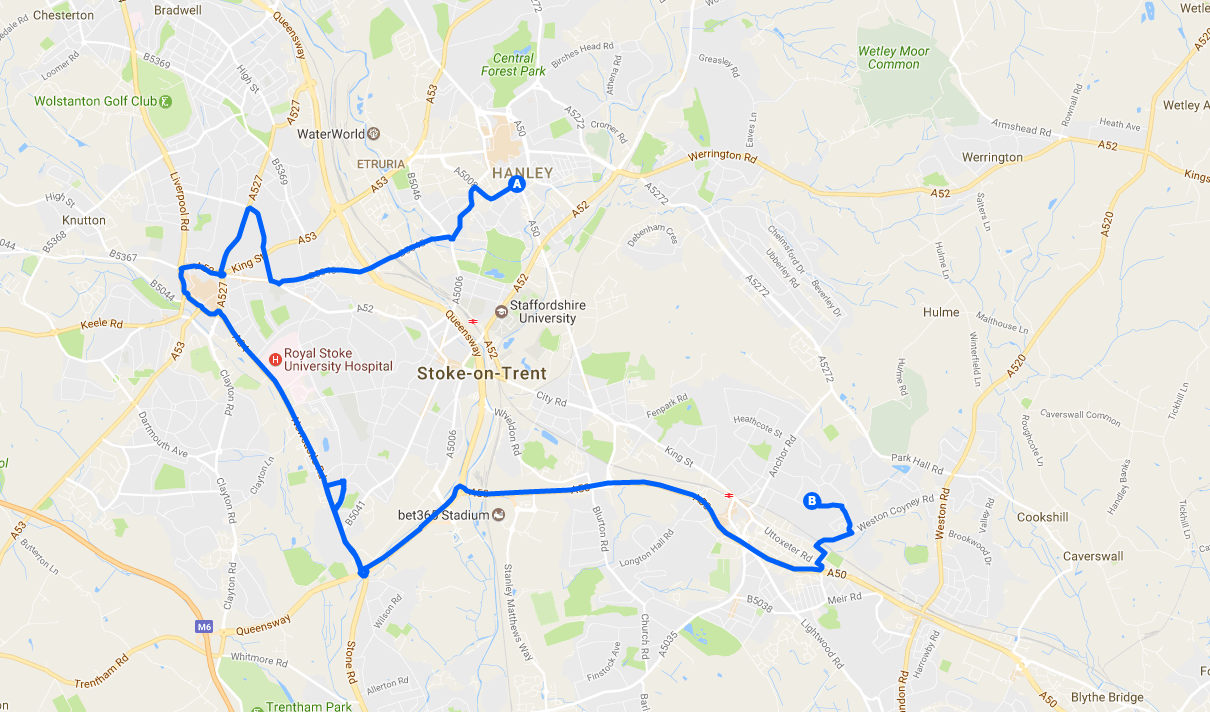 Chesterton
Bradwell
Queensway
Loomer Rd
B5369
High St
Wolstanton Golf Club
A527
A53
Central
Forest Park
Birches Head Rd
Athena Rd
Greasley Rd
Wetley Moor
Common
A520
Wetley A
WaterWorld
A50
A5272
Cromer Rd
Eaves Ln
Armshead Rd
Rownall Rd
Heath Ave
A52
ETRURIA
A53
B5046
HANLEY
A
Werrington Rd
Werrington
Kings
B5369
A527
Liverpool Rd
High St
Knutton
A5272
A52
A52
A50
Debenham Cres
Chelmsford Dr
Ubberley Rd
Beverley Dr
Salters Ln
A520
Hulme Ln
044
B5368
B5367
A53
King St
B5044
A527
A52
A5006
A52
A5272
Keele Rd
A53
Queensway
A52
Staffordshire
University
Hulme
Malthouse Ln
Winterfield Ln
Royal Stoke
University Hospital
Stoke-on-Trent
Clayton Rd
City Rd
Fenpark Rd
A5272
Hulme Rd
A520
Tickhill Ln
Dartmouth Ave
Wheldon Rd
Heathcote St
Anchor Rd
King St
Park Hall Rd
Roughcote Ln
Caverswall Common
Newcastle Rd
Clayton Ln
Clayton Rd
A5006
B5041
bet365 Stadium
B
Weston Coyney Rd
Weston Rd
Valley Rd
Handley Banks
Tickhill Ln
Cookshill
A53
Butterton Ln
Clayton Rd
Blurton Rd
Longton Hall Rd
Uttoxeter Rd
Brookwood Dr
Caverswall
A50
Stanley Matthews Way
Wilson Rd
B5038
Meir Rd
M6
Queensway
Whitmore Rd
Trentham Rd
Stone Rd
Church Rd
A5035
Finstock Ave
Lightwood Rd
Harrowby Rd
Allerton Rd
Trentham Park
A50
Blythe Bridge